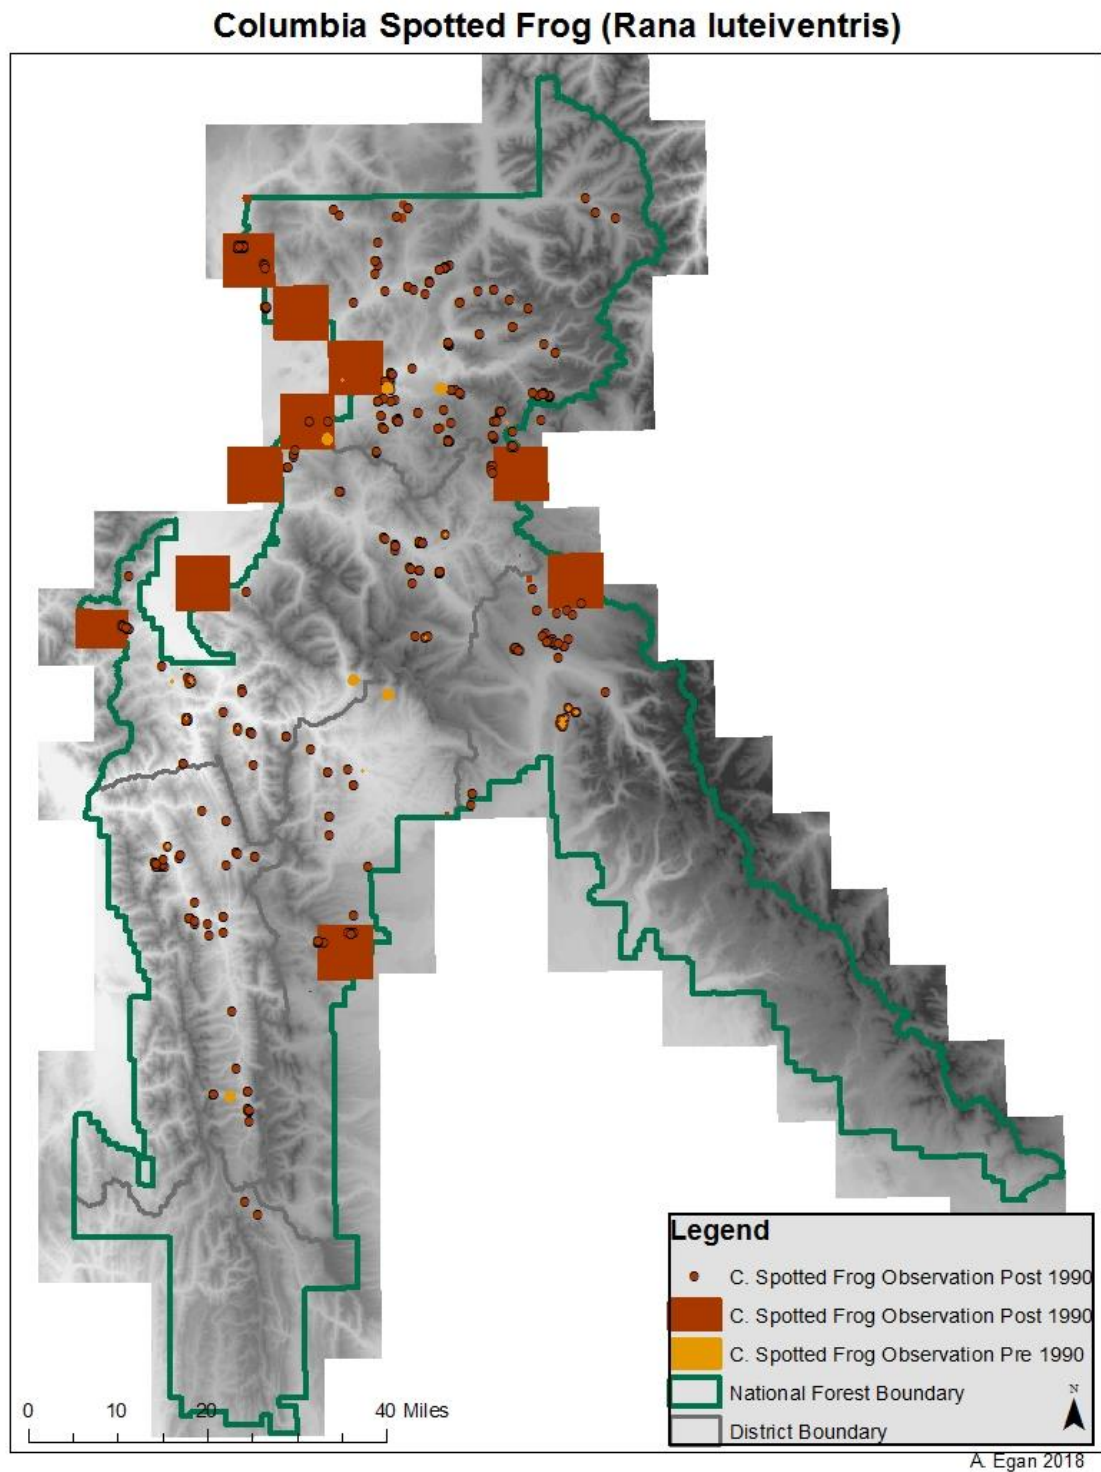 Columbia Spotted Frog (Rana luteiventris)
Legend
C. Spotted Frog Observation Post 1990
C. Spotted Frog Observation Post 1990
C. Spotted Frog Observation Pre 1990
National Forest Boundary
N
District Boundary
0 10 20 40 Miles
A. Egan 2018